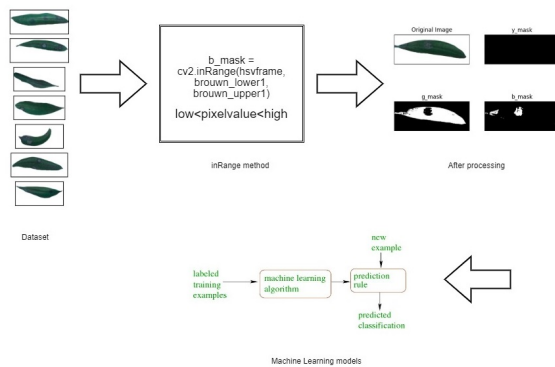 Original Image
y_mask
b_mask =
cv2.inRange(hsvframe,
brouwn_lower1,
brouwn_upper1)
low<pixelvalue<high
g_mask
b_mask
inRange method
After processing
Dataset
new
example
labeled
training
examples
machine learning
algorithm
prediction
rule
predicted
classification
Machine Learning models